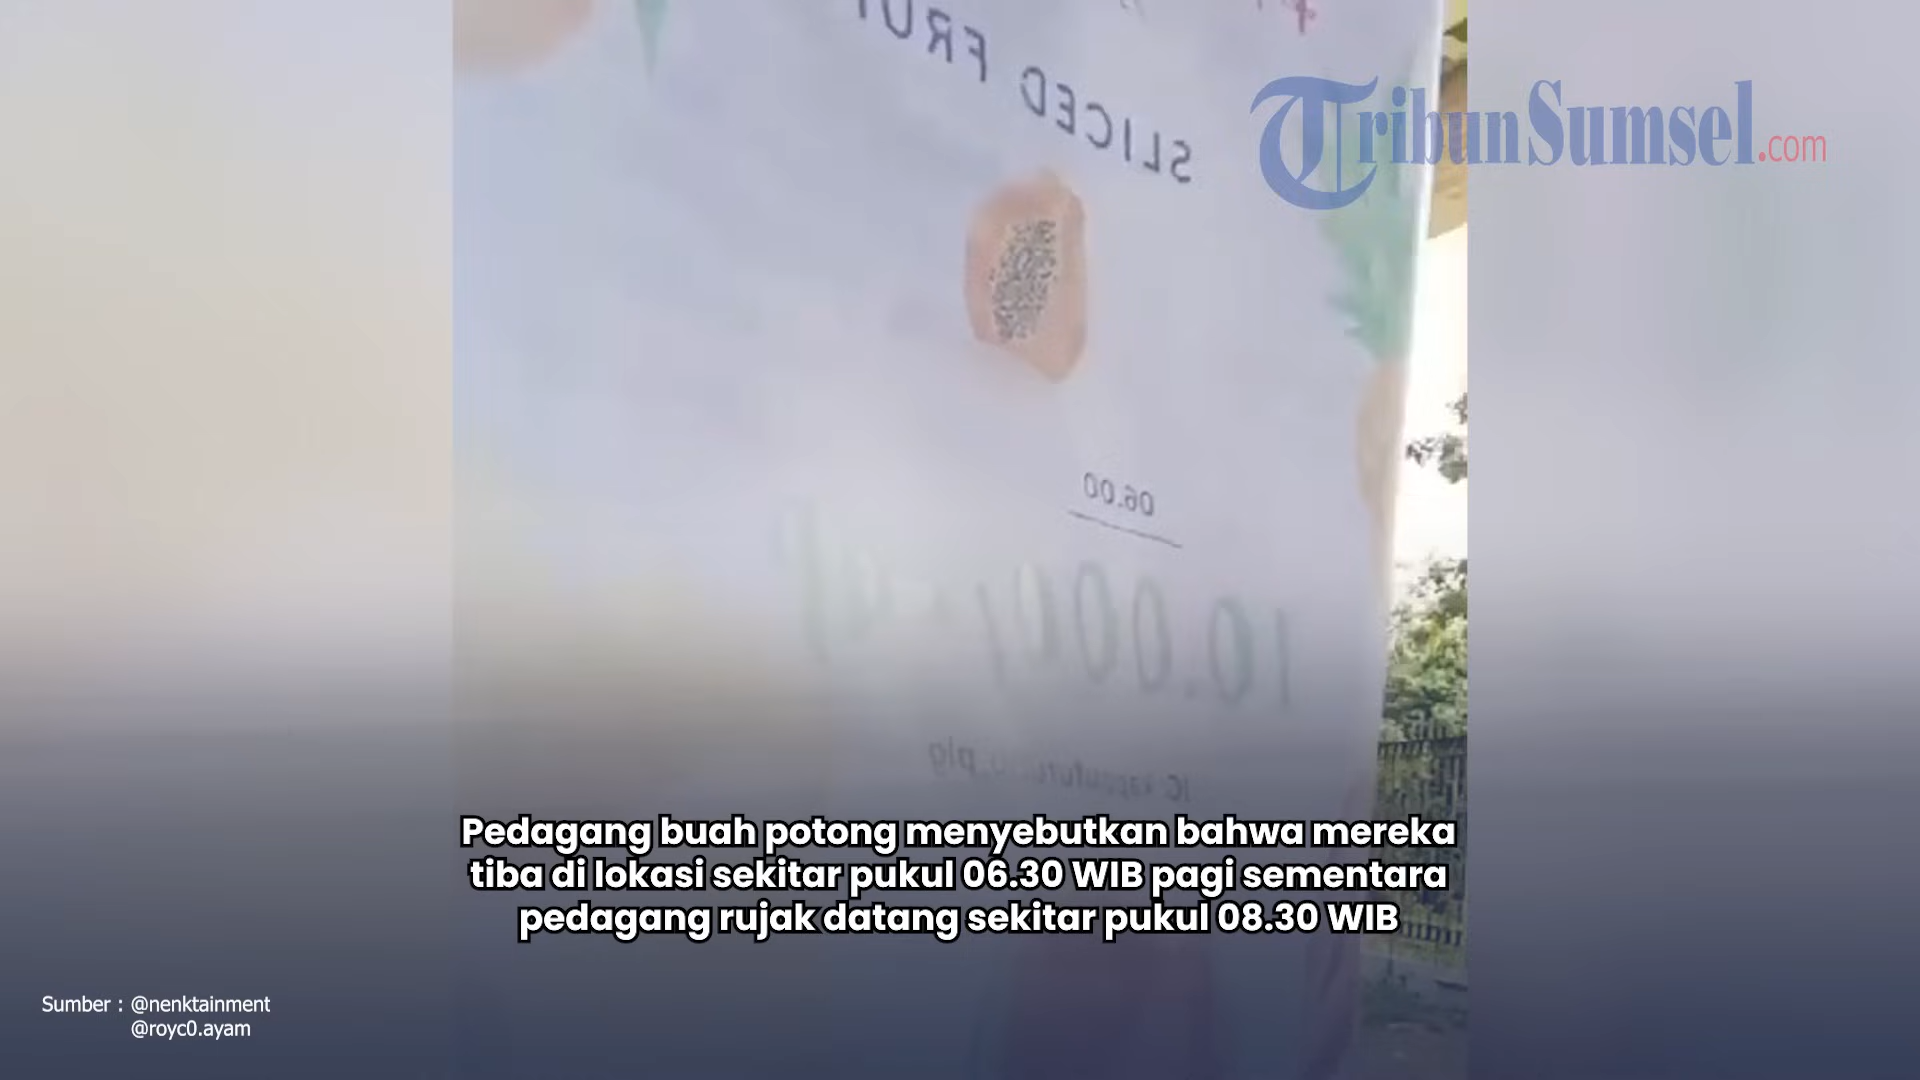 SLICED
TribunSumsel.com
06.00
10.000/
Pedagang buah potong menyebutkan bahwa mereka
tiba di lokasi sekitar pukul 06.30 WIB pagi sementara
pedagang rujak datang sekitar pukul 08.30 WIB
Sumber : @nenktainment
@royc0.ayam